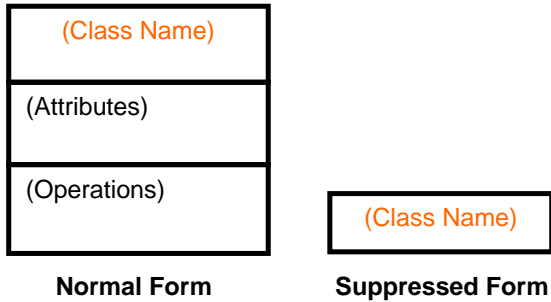 (Class Name)
(Attributes)
(Operations)
(Class Name)
Normal Form
Suppressed Form